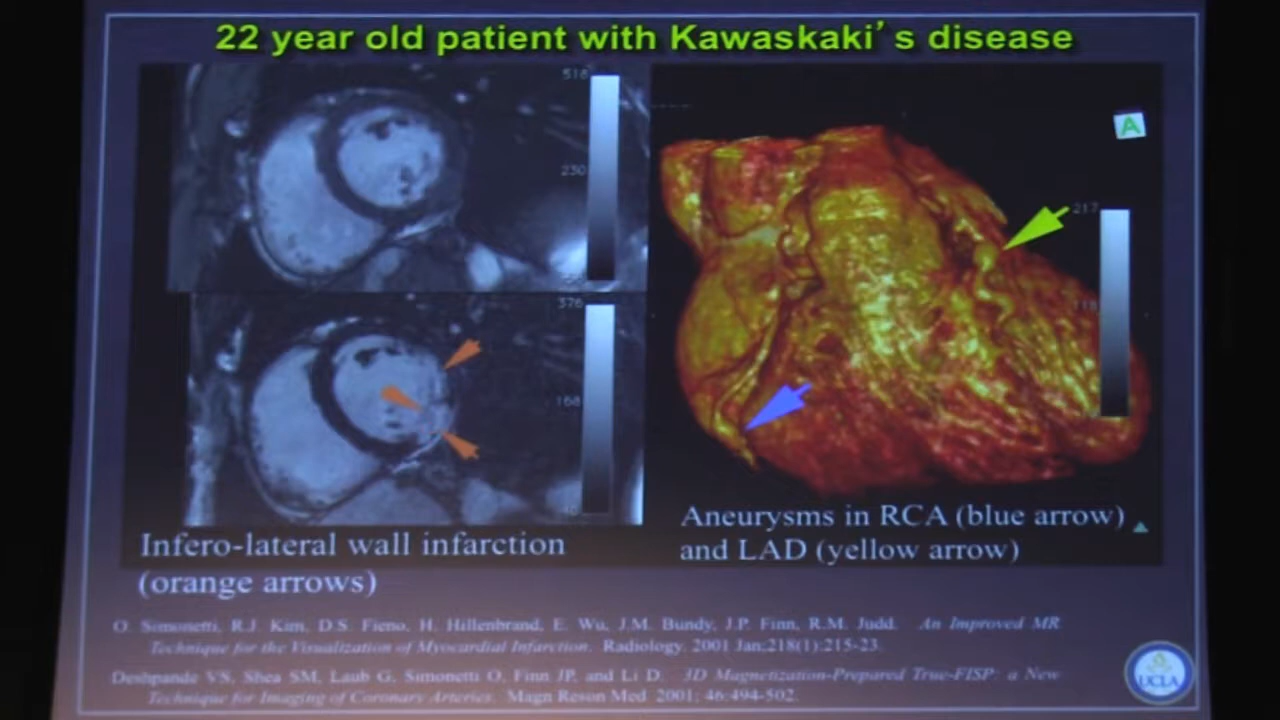 22 year old patient with Kawaskaki's disease
516
230
376
168
A
217
118
Infero-lateral wall infarction
(orange arrows)
Aneurysms in RCA (blue arrow)
and LAD (yellow arrow)
O. Simonetti, R.J. Kim, D.S. Fieno, H. Hillenbrand, E. Wu, J.M. Bundy, J.P. Finn, R.M. Judd. An Improved MR
Technique for the Visualization of Myocardial Infarction. Radiology. 2001 Jan;218(1):215-23.
Deshpande VS, Shea SM, Laub G, Simonetti O, Finn JP, and Li D. 3D Magnetization-Prepared True-FISP: a New
Technique for Imaging of Coronary Arteries. Magn Reson Med. 2001; 46:494-502.
UCLA